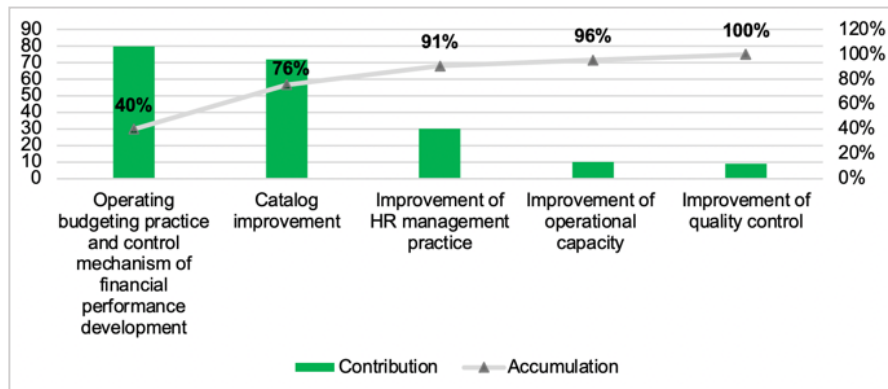 90
80
70
60
50
40
30
20
10
0
120%
100%
80%
60%
40%
20%
0%
40%
76%
91%
96%
100%
Operating
budgeting practice
and control
mechanism of
financial
performance
development
Catalog
improvement
Improvement of
HR management
practice
Improvement of
operational
capacity
Improvement of
quality control
Contribution
Accumulation